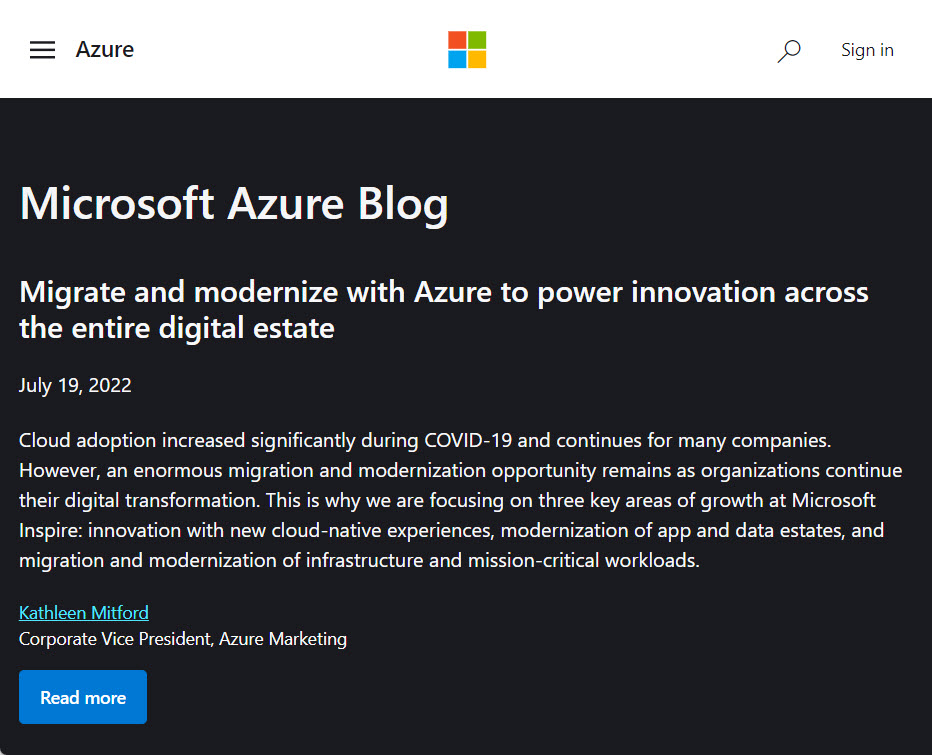 Azure
Sign in
Microsoft Azure Blog
Migrate and modernize with Azure to power innovation across
the entire digital estate
July 19, 2022
Cloud adoption increased significantly during COVID-19 and continues for many companies.
However, an enormous migration and modernization opportunity remains as organizations continue
their digital transformation. This is why we are focusing on three key areas of growth at Microsoft
Inspire: innovation with new cloud-native experiences, modernization of app and data estates, and
migration and modernization of infrastructure and mission-critical workloads.
Kathleen Mitford
Corporate Vice President, Azure Marketing
Read more